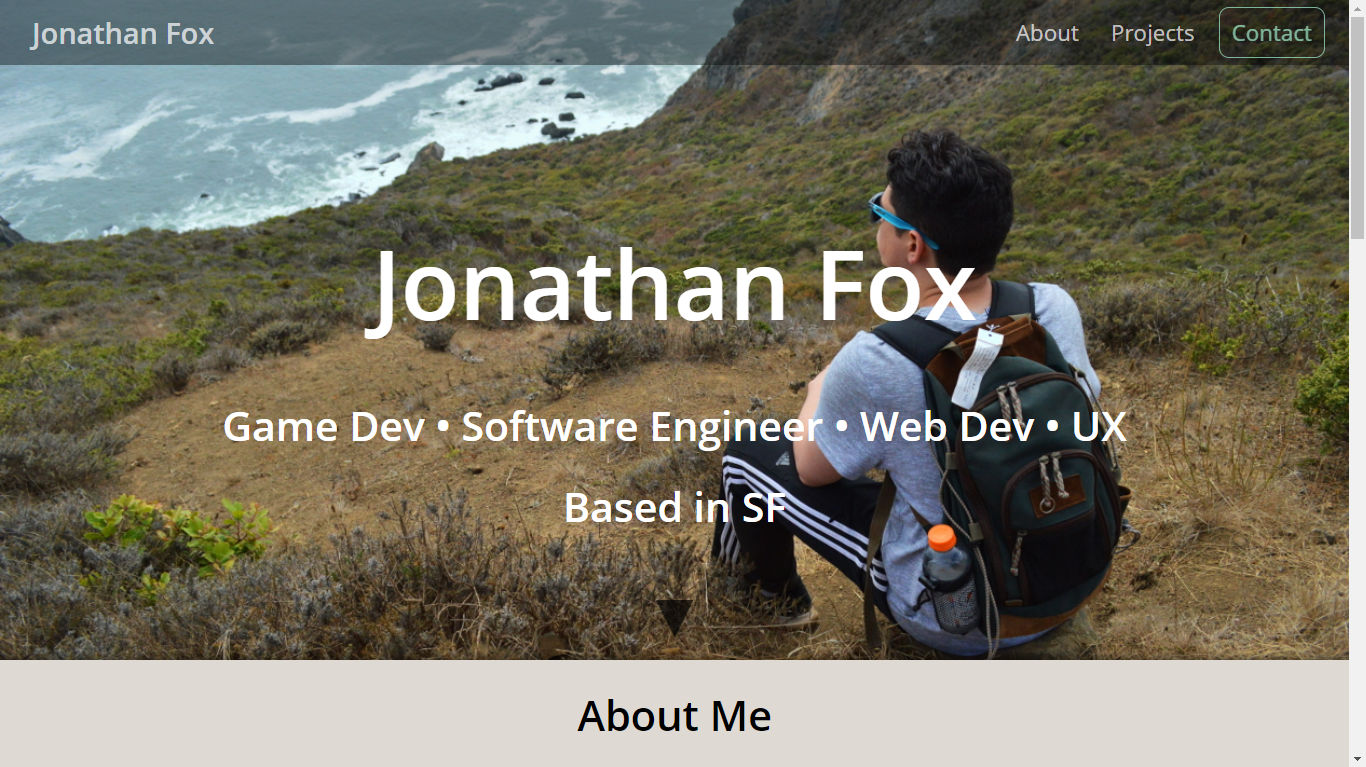 Jonathan Fox
About
Projects
Contact
Jonathan Fox
Game Dev • Software Engineer • Web Dev • UX
Based in SF
About Me